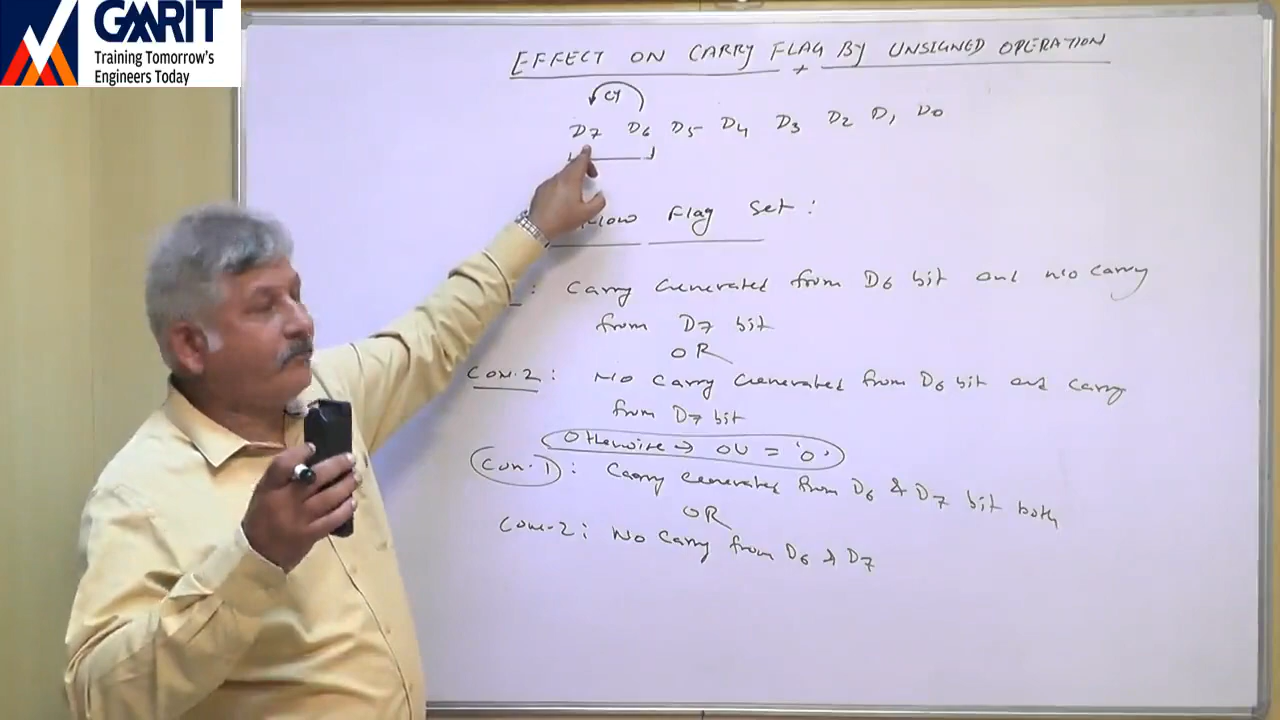 GMRIT
Training Tomorrow's
Engineers Today
EFFECT ON CARRY FLAG BY UNSIGNED OPERATION
CY
D7 D6 D5 D4 D3 D2 D1 D0
Flag Set :
: Carry Generated from D6 bit and no carry
from D7 bit
OR
Con.2 : No Carry Generated from D6 bit and carry
from D7 bit
Otherwise → OV = '0'
Con.1 : Carry Generated from D6 & D7 bit both
OR
Con-2 : No Carry from D6 & D7